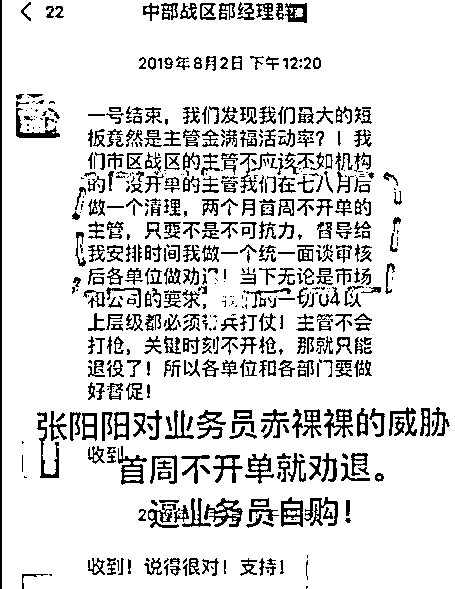 22
中部战区部经理群
2019年8月2日 下午12:20
一号结束，我们发现我们最大的短
板竟然是主管金满福活动率？！我
们市区战区的主管不应该不如机构
的！没开单的主管我们在七八月后
做一个清理，两个月首周不开单的
主管，只要不是不可抗力，督导给
我安排时间我做一个统一面谈审核
后各单位做劝退！当下无论是市场
和公司的要求，我们的一切04以
上层级都必须带兵打仗！主管不会
打枪，关键时刻不开枪，那就只能
退役了！所以各单位和各部门要做
好督促！
张阳阳对业务员赤裸裸的威胁
收到
首周不开单就劝退。
逼业务员自购！
收到！说得很对！支持！